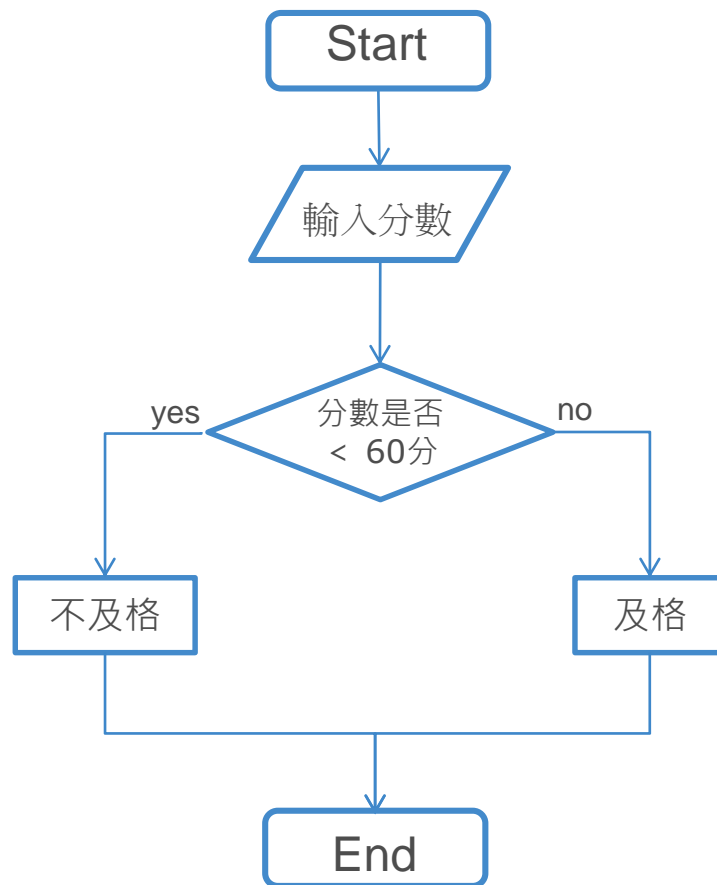 Start
輸入分數
分數是否
< 60分
yes
no
不及格
及格
End